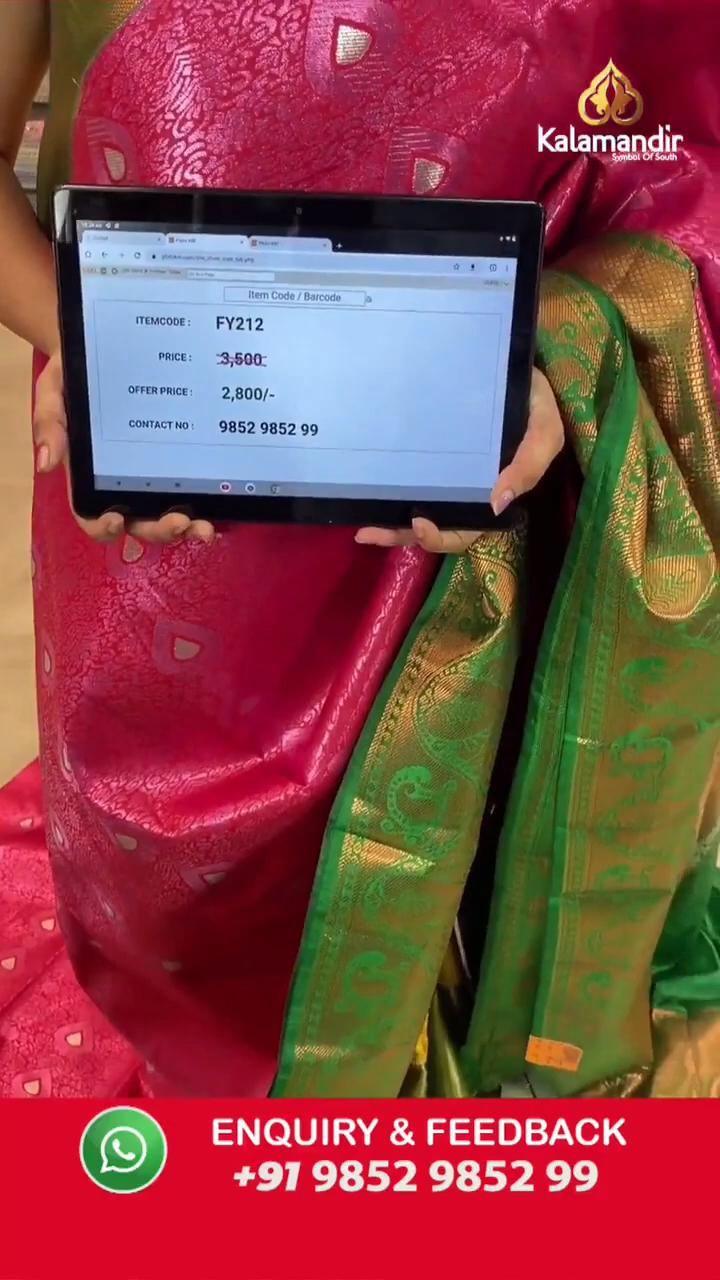 Kalamandir
Symbol Of South
Item Code / Barcode
ITEMCODE : FY212
PRICE : 3,500
OFFER PRICE : 2,800/-
CONTACT NO : 9852 9852 99
ENQUIRY & FEEDBACK
+91 9852 9852 99